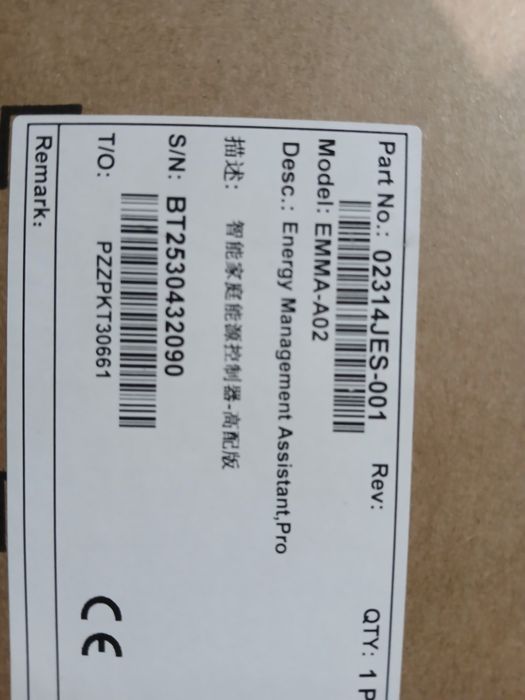 Part No.: 02314JES-001 Rev: QTY: 1 P
Model: EMMA-A02
Desc.: Energy Management Assistant,Pro
描述: 智能家庭能源控制器-高配版
S/N: BT2530432090
T/O: PZZPKT30661
Remark:
CE